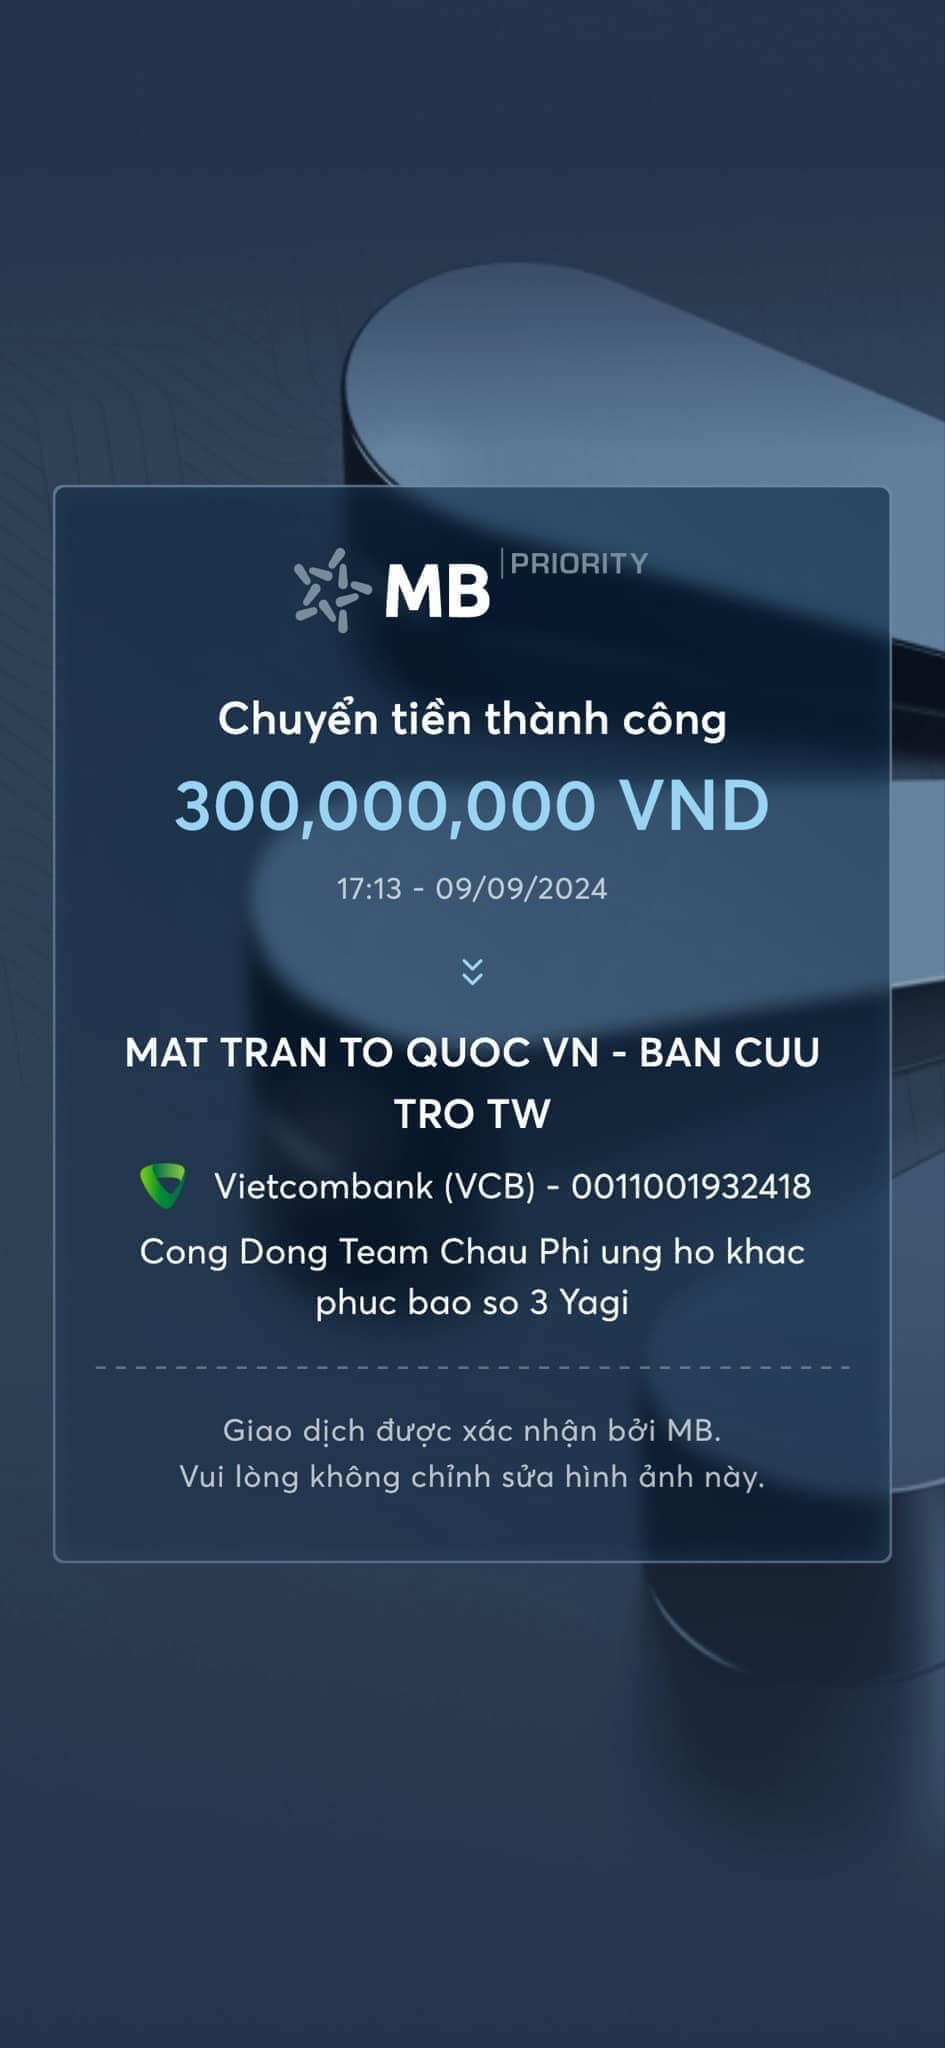 MB PRIORITY
Chuyển tiền thành công
300,000,000 VND
17:13 - 09/09/2024
MAT TRAN TO QUOC VN - BAN CUU
TRO TW
Vietcombank (VCB) - 0011001932418
Cong Dong Team Chau Phi ung ho khac
phuc bao so 3 Yagi
Giao dịch được xác nhận bởi MB.
Vui lòng không chỉnh sửa hình ảnh này.